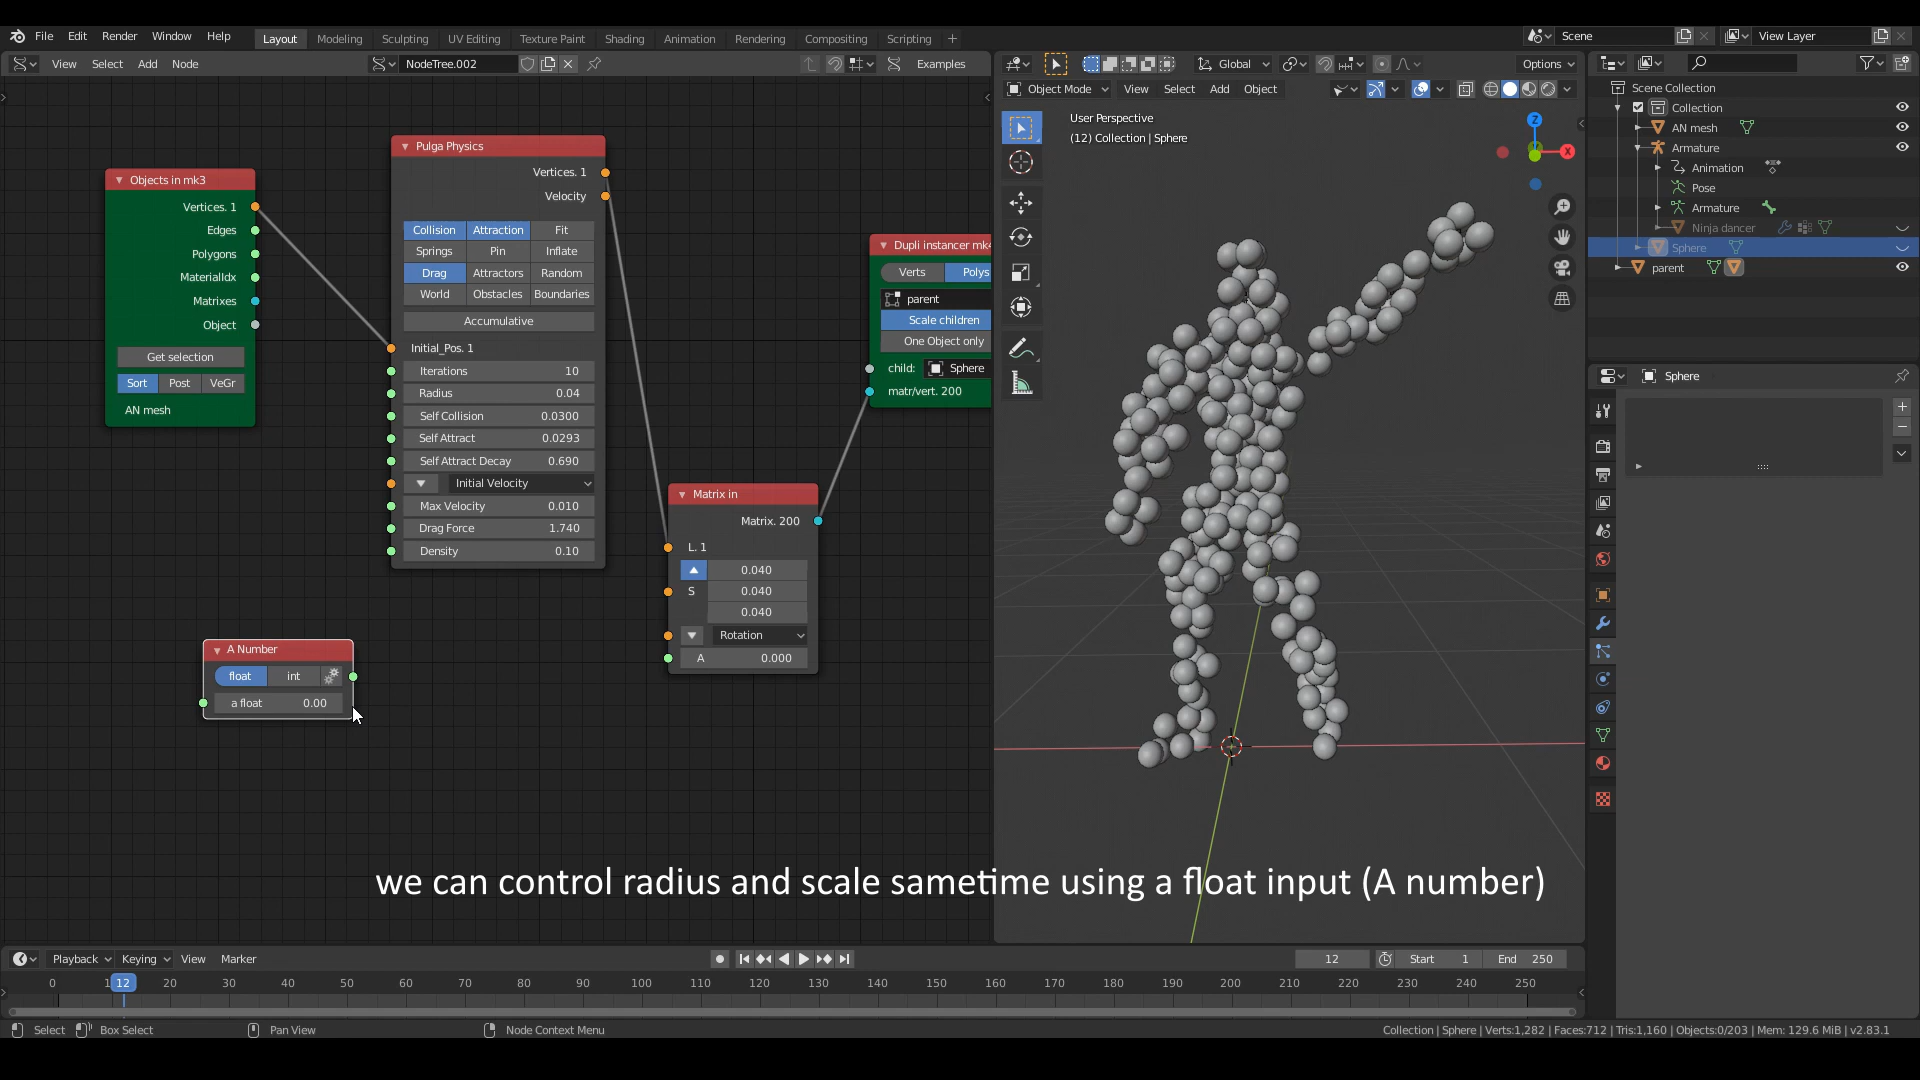 File Edit Render Window Help Layout Modeling Sculpting UV Editing Texture Paint Shading Animation Rendering Compositing Scripting + Scene View Layer
View Select Add Node NodeTree.002 Examples Global Options
Object Mode View Select Add Object
User Perspective
(12) Collection | Sphere
Z
X
Objects in mk3
Vertices. 1
Edges
Polygons
MaterialIdx
Matrixes
Object
Get selection
Sort Post VeGr
AN mesh
Pulga Physics
Vertices. 1
Velocity
Collision Attraction Fit
Springs Pin Inflate
Drag Attractors Random
World Obstacles Boundaries
Accumulative
Initial_Pos. 1
Iterations 10
Radius 0.04
Self Collision 0.0300
Self Attract 0.0293
Self Attract Decay 0.690
Initial Velocity
Max Velocity 0.010
Drag Force 1.740
Density 0.10
Dupli instancer mk4
Verts Polys
parent
Scale children
One Object only
child: Sphere
matr/vert. 200
Matrix in
Matrix. 200
L. 1
0.040
S 0.040
0.040
Rotation
A 0.000
A Number
float int
a float 0.00
Scene Collection
Collection
AN mesh
Armature
Animation
Pose
Armature
Ninja dancer
Sphere
parent
Sphere
we can control radius and scale sametime using a float input (A number)
Playback Keying View Marker 12 Start 1 End 250
0 1 12 20 30 40 50 60 70 80 90 100 110 120 130 140 150 160 170 180 190 200 210 220 230 240 250
Select Box Select Pan View Node Context Menu Collection | Sphere | Verts:1,282 | Faces:712 | Tris:1,160 | Objects:0/203 | Mem: 129.6 MiB | v2.83.1